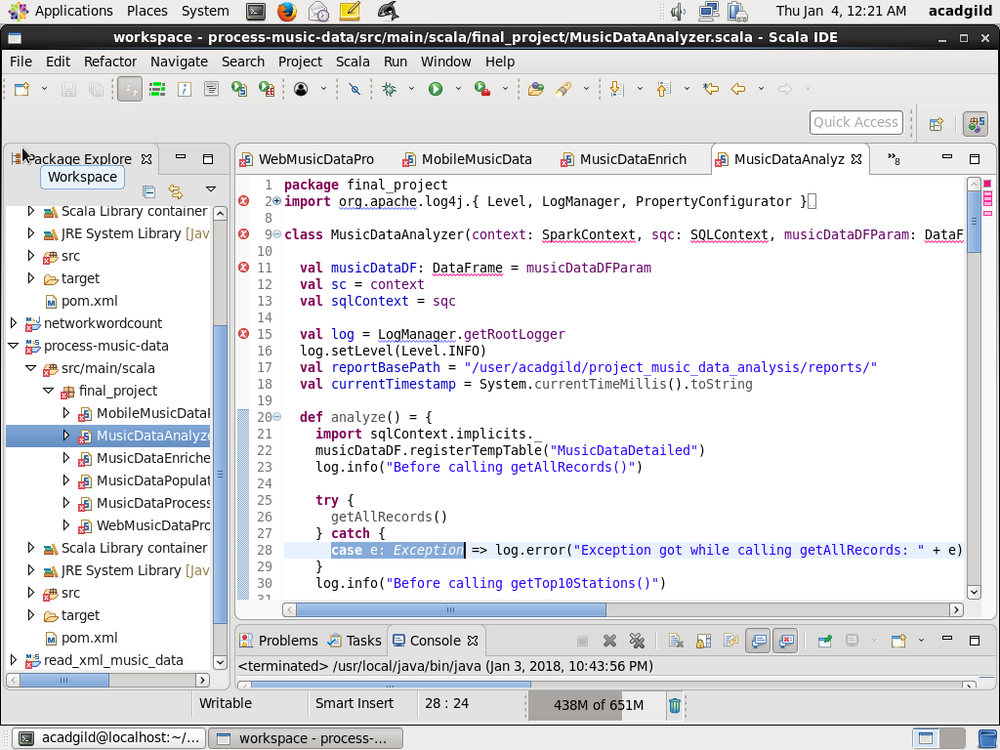 Applications Places System Thu Jan 4, 12:21 AM acadgild
workspace - process-music-data/src/main/scala/final_project/MusicDataAnalyzer.scala - Scala IDE
File Edit Refactor Navigate Search Project Scala Run Window Help
Quick Access
Package Explore
Workspace
Scala Library container
JRE System Library [Jav
src
target
pom.xml
networkwordcount
process-music-data
src/main/scala
final_project
MobileMusicData
MusicDataAnalyze
MusicDataEnriche
MusicDataPopulat
MusicDataProcess
WebMusicDataPro
Scala Library container
JRE System Library [Jav
src
target
pom.xml
read_xml_music_data
WebMusicDataPro MobileMusicData MusicDataEnrich MusicDataAnalyz »8
1 package final_project
2 import org.apache.log4j.{ Level, LogManager, PropertyConfigurator }
8
9 class MusicDataAnalyzer(context: SparkContext, sqc: SQLContext, musicDataDFParam: DataF
10
11 val musicDataDF: DataFrame = musicDataDFParam
12 val sc = context
13 val sqlContext = sqc
14
15 val log = LogManager.getRootLogger
16 log.setLevel(Level.INFO)
17 val reportBasePath = "/user/acadgild/project_music_data_analysis/reports/"
18 val currentTimestamp = System.currentTimeMillis().toString
19
20 def analyze() = {
21 import sqlContext.implicits._
22 musicDataDF.registerTempTable("MusicDataDetailed")
23 log.info("Before calling getAllRecords()")
24
25 try {
26 getAllRecords()
27 } catch {
28 case e: Exception => log.error("Exception got while calling getAllRecords: " + e)
29 }
30 log.info("Before calling getTop10Stations()")
31
Problems Tasks Console
<terminated> /usr/local/java/bin/java (Jan 3, 2018, 10:43:56 PM)
Writable Smart Insert 28 : 24 438M of 651M
acadgild@localhost:~/... workspace - process-...